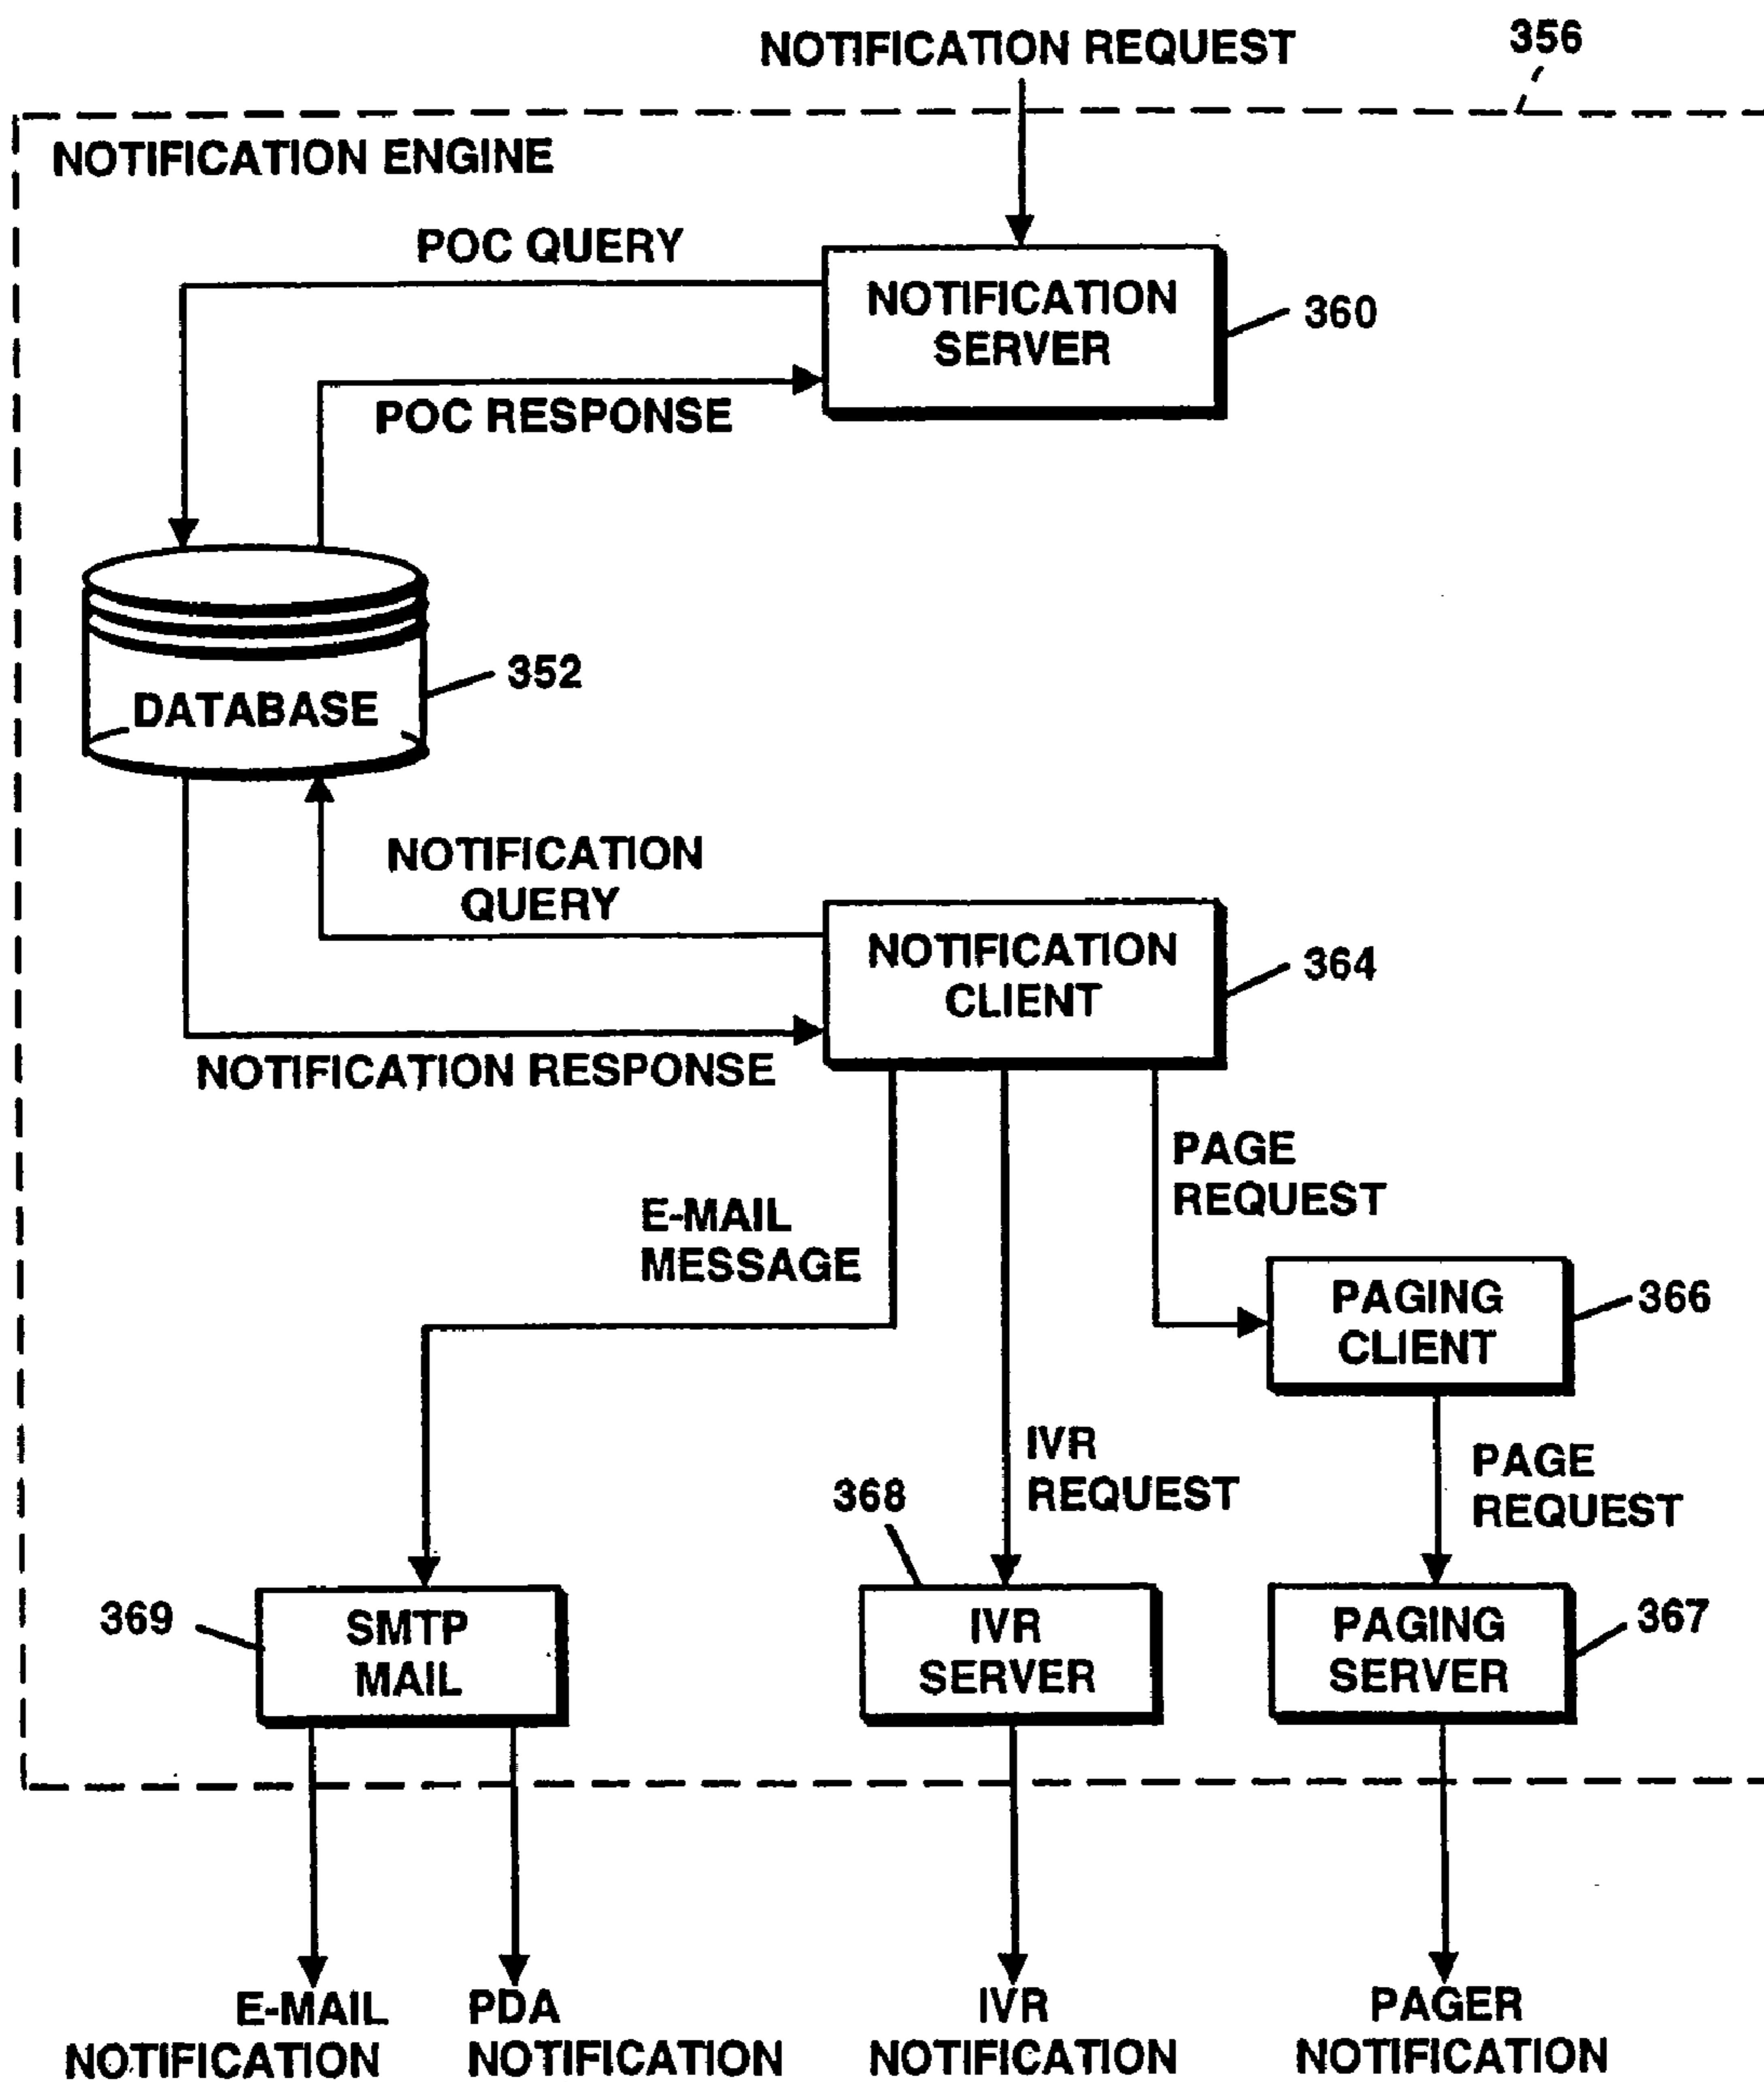 NOTIFICATION REQUEST
356
NOTIFICATION ENGINE
POC QUERY
NOTIFICATION
SERVER
360
POC RESPONSE
352
DATABASE
NOTIFICATION
QUERY
NOTIFICATION
CLIENT
364
NOTIFICATION RESPONSE
PAGE
REQUEST
E-MAIL
MESSAGE
PAGING
CLIENT
366
IVR
REQUEST
PAGE
REQUEST
368
369
SMTP
MAIL
IVR
SERVER
PAGING
SERVER
367
E-MAIL
NOTIFICATION
PDA
NOTIFICATION
IVR
NOTIFICATION
PAGER
NOTIFICATION